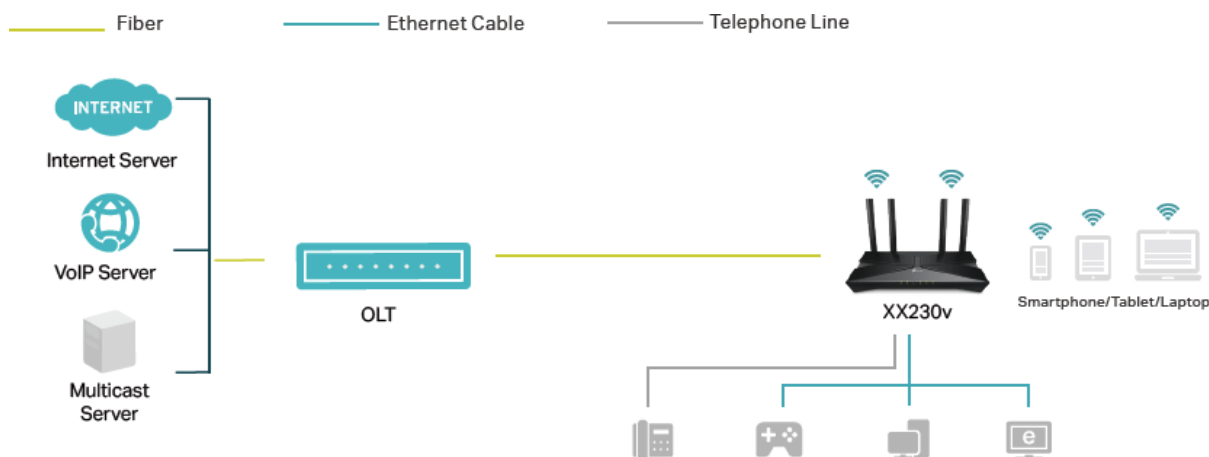 Fiber
Ethernet Cable
Telephone Line
INTERNET
Internet Server
VoIP Server
Multicast
Server
OLT
XX230v
Smartphone/Tablet/Laptop
e